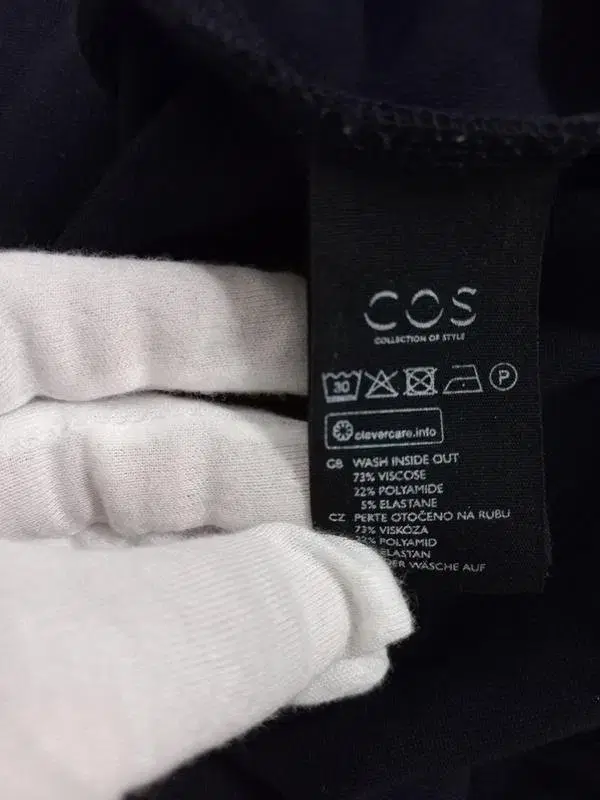 COS
COLLECTION OF STYLE
30 P
clevercare.info
GB WASH INSIDE OUT
73% VISCOSE
22% POLYAMIDE
5% ELASTANE
CZ PERTE OTOČENO NA RUBU
73% VISKÓZA
POLYAMID
ELASTAN
WÄSCHE AUF